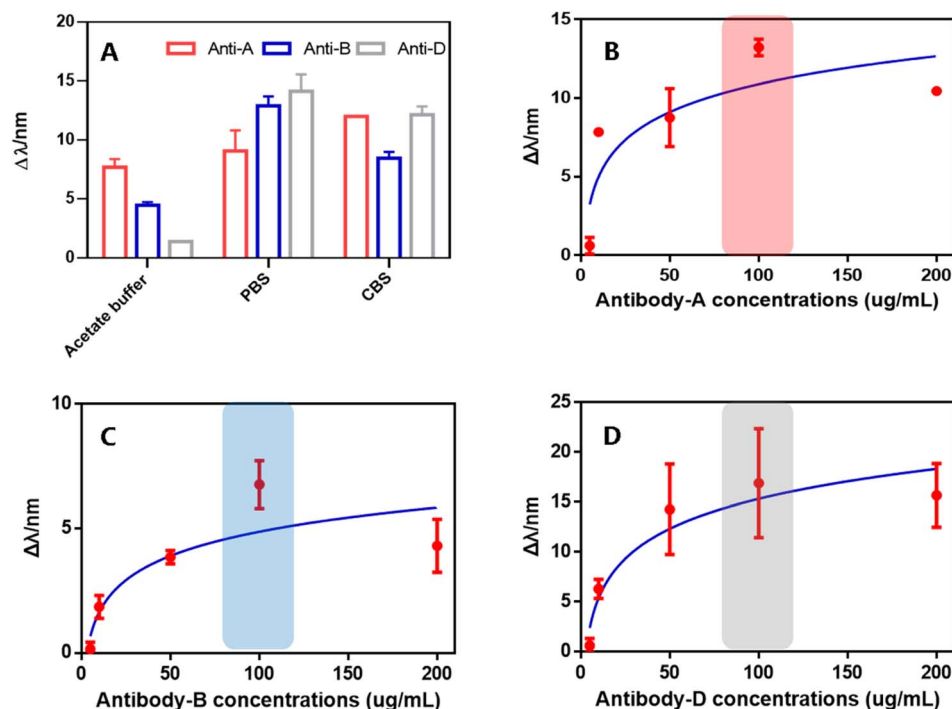 A
Anti-A Anti-B Anti-D
20
15
10
5
0
Δλ/nm
Acetate buffer
PBS
CBS
B
15
10
5
0
Δλ/nm
0 50 100 150 200
Antibody-A concentrations (ug/mL)
C
10
5
0
Δλ/nm
0 50 100 150 200
Antibody-B concentrations (ug/mL)
D
25
20
15
10
5
0
Δλ/nm
0 50 100 150 200
Antibody-D concentrations (ug/mL)